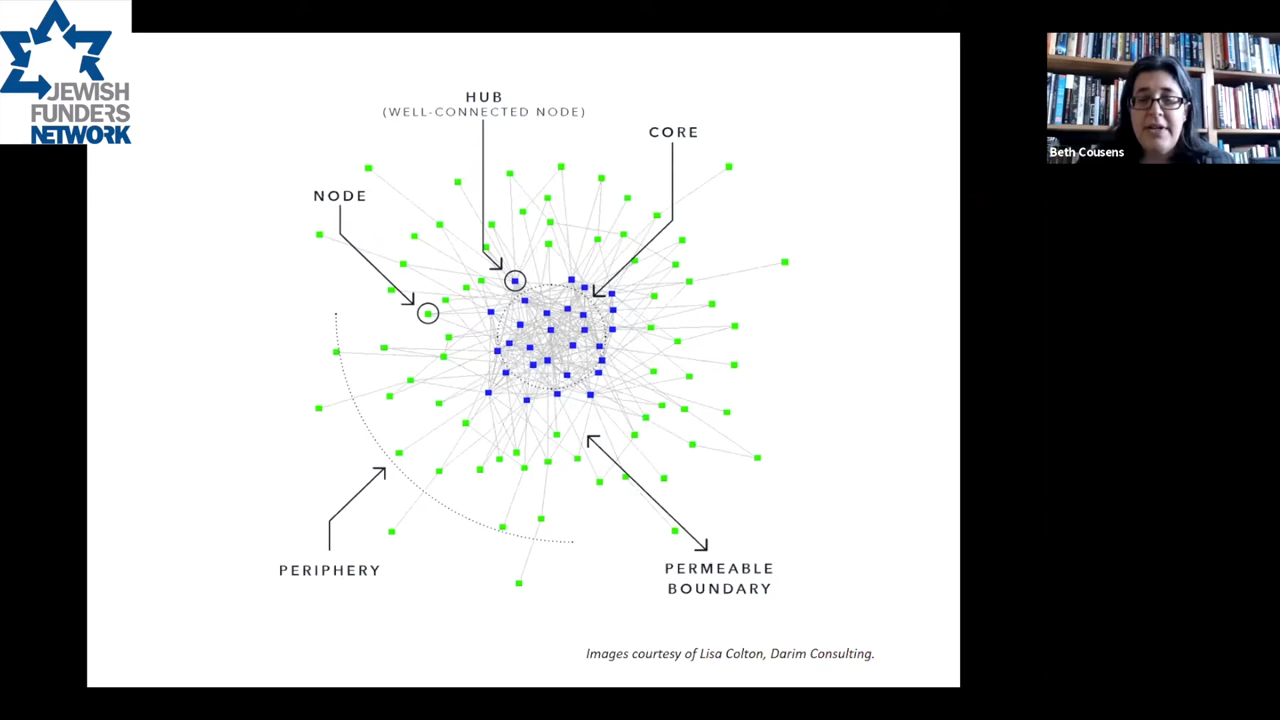 JEWISH
FUNDERS
NETWORK
HUB
(WELL-CONNECTED NODE)
CORE
NODE
PERIPHERY
PERMEABLE
BOUNDARY
Images courtesy of Lisa Colton, Darim Consulting.
Beth Cousens